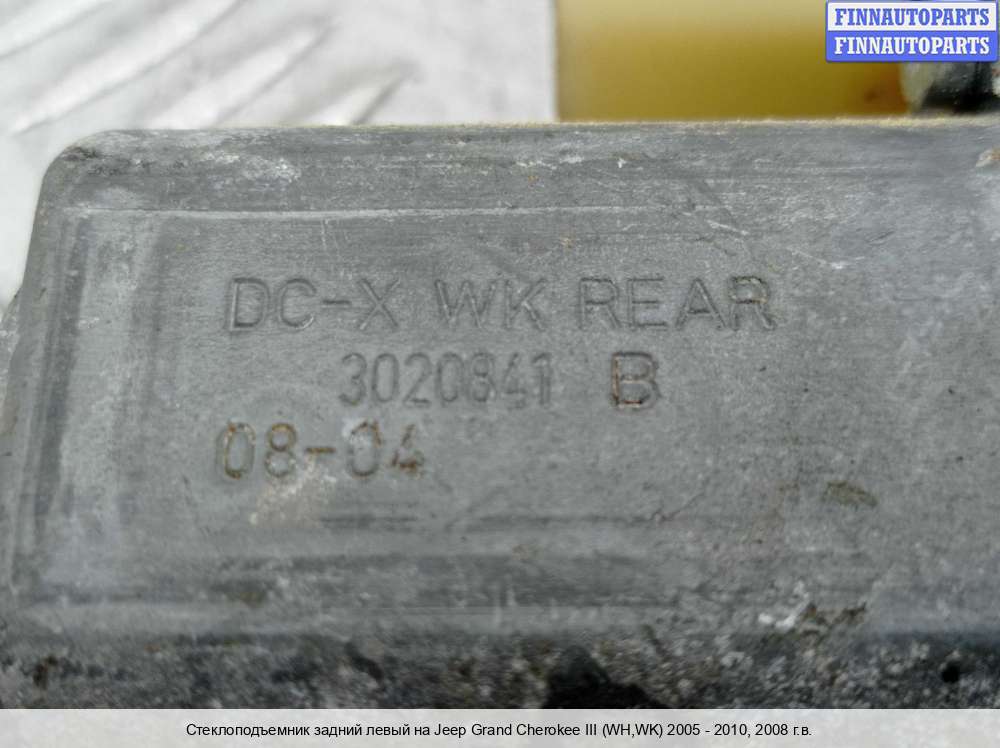 FINNAUTOPARTS
FINNAUTOPARTS
DC-X WK REAR
3020841 B
08-04
Стеклоподъемник задний левый на Jeep Grand Cherokee III (WH,WK) 2005 - 2010, 2008 г.в.